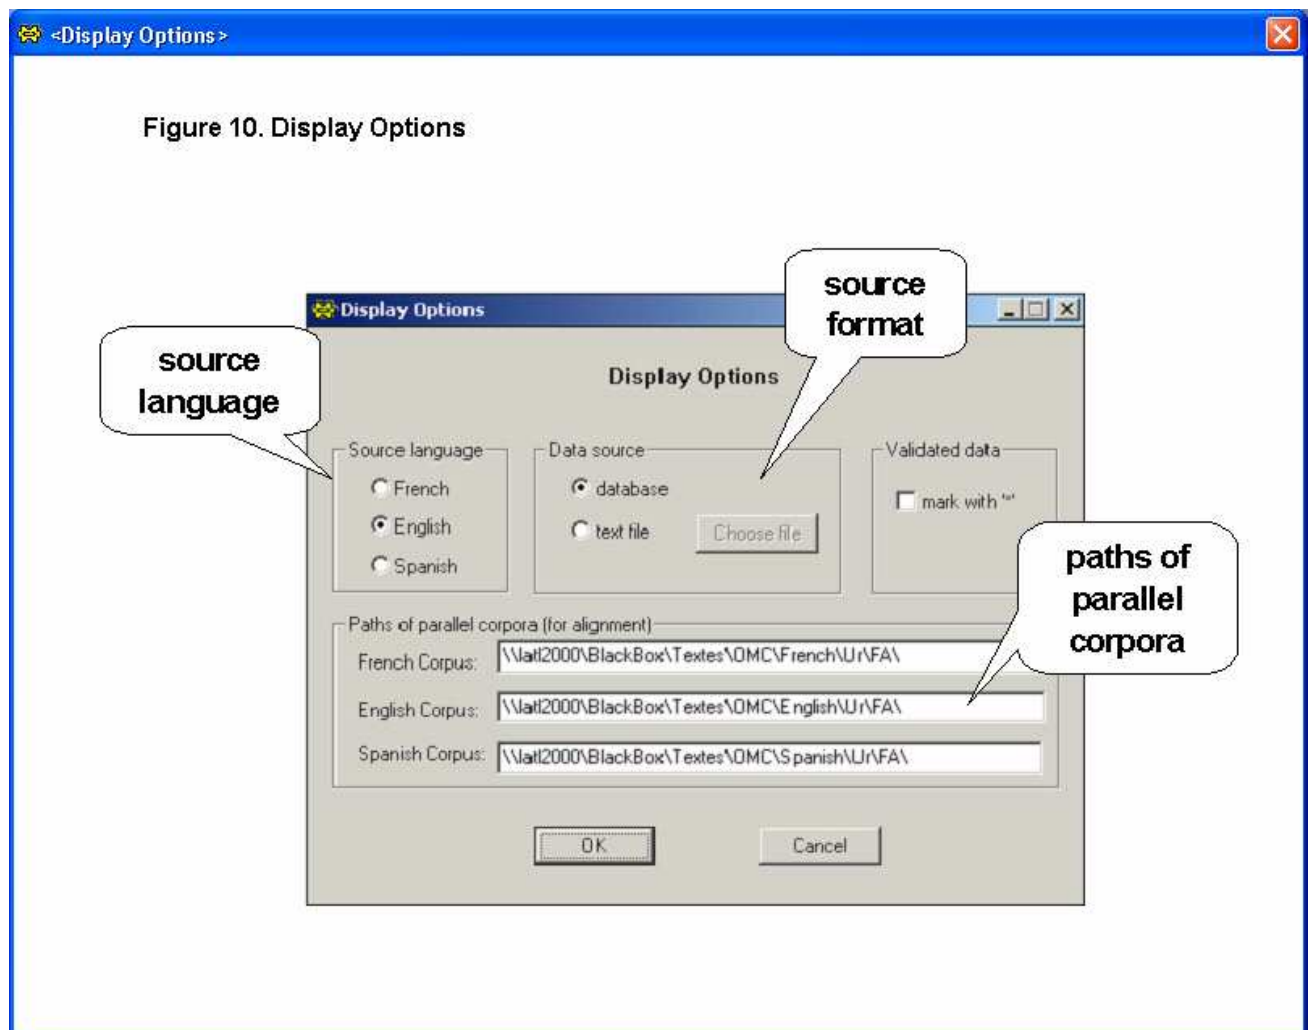 <Display Options>
Figure 10. Display Options
source
format
Display Options
source
language
Display Options
Source language
Data source
Validated data
French
database
mark with '*'
English
text file
Choose file
Spanish
paths of
parallel
corpora
Paths of parallel corpora (for alignment)
French Corpus: \\latl2000\BlackBox\Textes\OMC\French\Ur\FA\
English Corpus: \\latl2000\BlackBox\Textes\OMC\English\Ur\FA\
Spanish Corpus: \\latl2000\BlackBox\Textes\OMC\Spanish\Ur\FA\
OK
Cancel